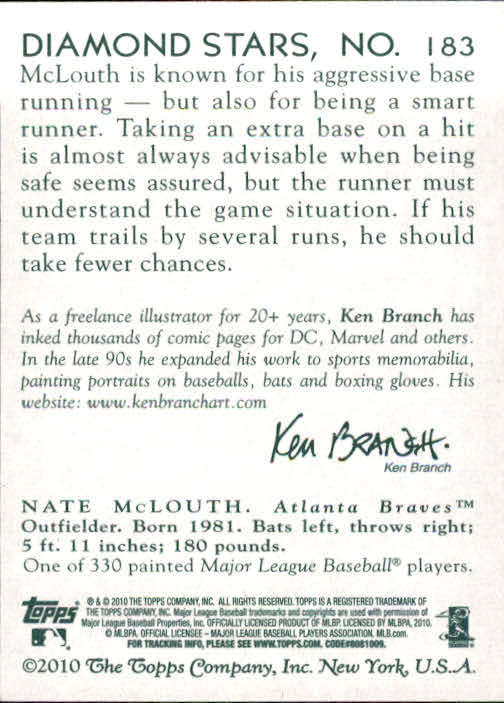 DIAMOND STARS, NO. 183
McLouth is known for his aggressive base
running — but also for being a smart
runner. Taking an extra base on a hit
is almost always advisable when being
safe seems assured, but the runner must
understand the game situation. If his
team trails by several runs, he should
take fewer chances.
As a freelance illustrator for 20+ years, Ken Branch has
inked thousands of comic pages for DC, Marvel and others.
In the late 90s he expanded his work to sports memorabilia,
painting portraits on baseballs, bats and boxing gloves. His
website: www.kenbranchart.com
Ken BRANCH.
Ken Branch
NATE McLOUTH. Atlanta Braves™
Outfielder. Born 1981. Bats left, throws right;
5 ft. 11 inches; 180 pounds.
One of 330 painted Major League Baseball® players.
Topps
® & © 2010 THE TOPPS COMPANY, INC. ALL RIGHTS RESERVED. TOPPS IS A REGISTERED TRADEMARK OF
THE TOPPS COMPANY, INC. Major League Baseball trademarks and copyrights are used with permission of
Major League Baseball Properties, Inc. OFFICIALLY LICENSED PRODUCT OF MLBP. LICENSED BY MLBPA, 2010.
© MLBPA. OFFICIAL LICENSEE – MAJOR LEAGUE BASEBALL PLAYERS ASSOCIATION. MLB.com
FOR TRACKING INFO, PLEASE SEE WWW.TOPPS.COM. CODE#8081009.
©2010 The Topps Company, Inc. New York, U.S.A.